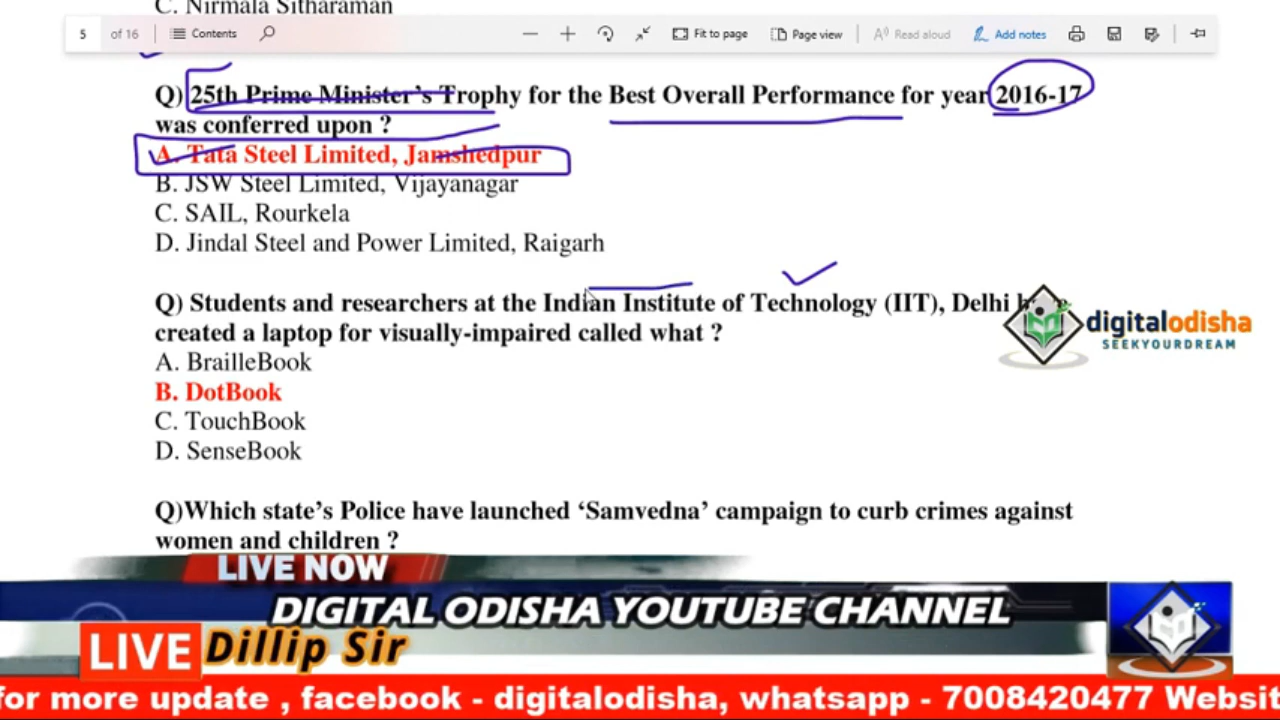 C. Nirmala Sitharaman
5 of 16 Contents Fit to page Page view Read aloud Add notes
Q) 25th Prime Minister's Trophy for the Best Overall Performance for year 2016-17
was conferred upon ?
A. Tata Steel Limited, Jamshedpur
B. JSW Steel Limited, Vijayanagar
C. SAIL, Rourkela
D. Jindal Steel and Power Limited, Raigarh
Q) Students and researchers at the Indian Institute of Technology (IIT), Delhi
created a laptop for visually-impaired called what ?
digitalodisha
SEEKYOURDREAM
A. BrailleBook
B. DotBook
C. TouchBook
D. SenseBook
Q)Which state's Police have launched ‘Samvedna’ campaign to curb crimes against
women and children ?
LIVE NOW
DIGITAL ODISHA YOUTUBE CHANNEL
LIVE Dillip Sir
for more update , facebook - digitalodisha, whatsapp - 7008420477 Websit